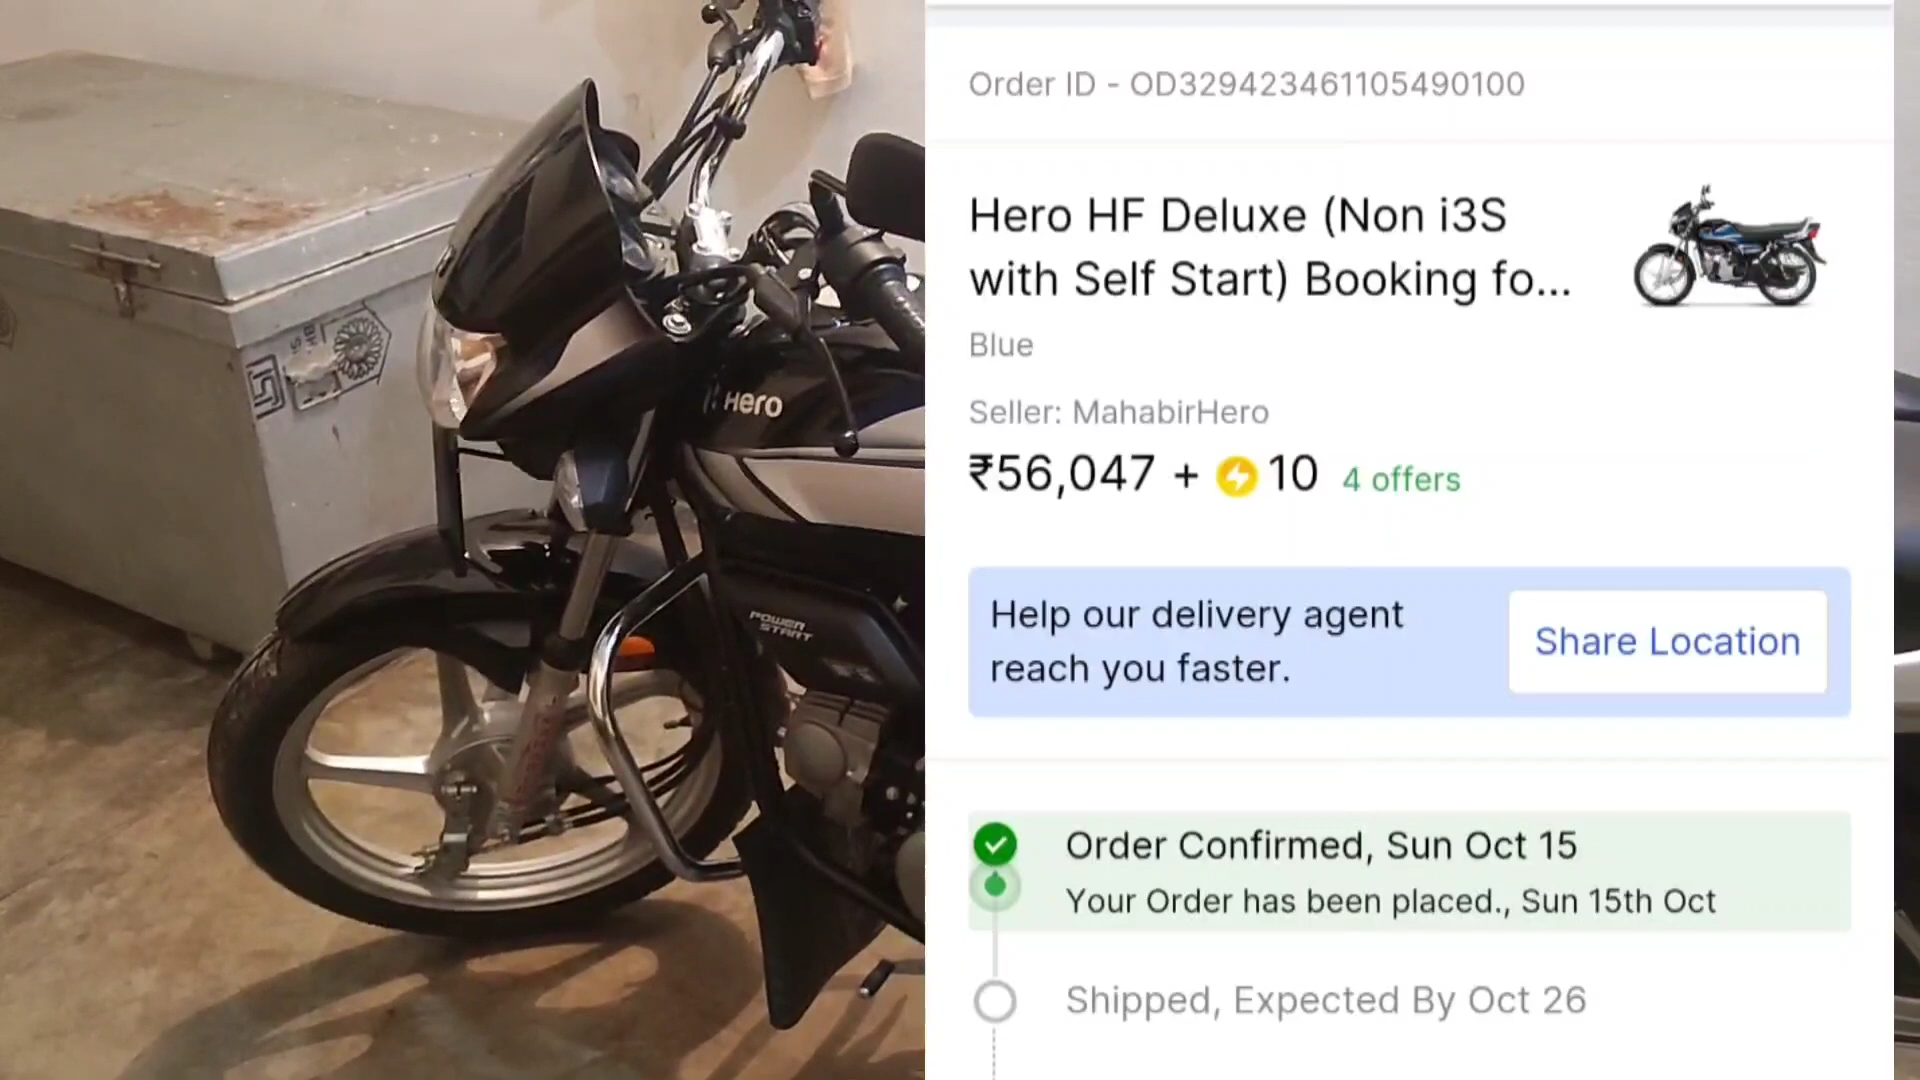 Hero
POWER
START
Order ID - OD329423461105490100
Hero HF Deluxe (Non i3S
with Self Start) Booking fo...
Blue
Seller: MahabirHero
₹56,047 + 10 4 offers
Help our delivery agent
reach you faster.
Share Location
Order Confirmed, Sun Oct 15
Your Order has been placed., Sun 15th Oct
Shipped, Expected By Oct 26